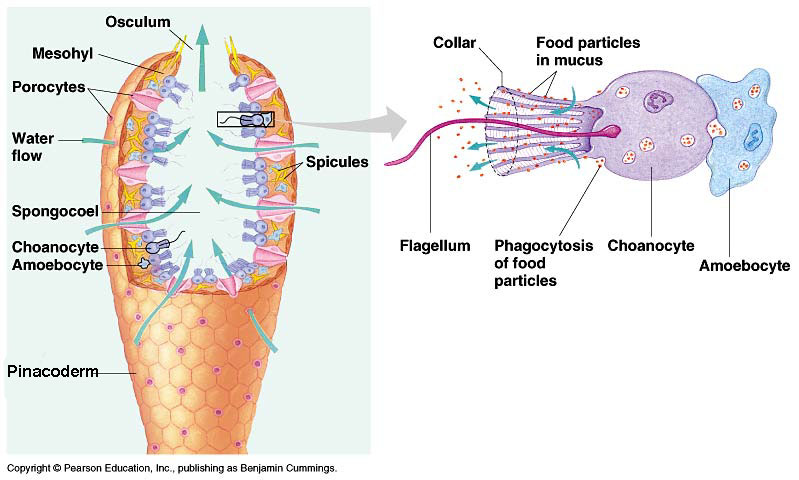 Osculum
Mesohyl
Porocytes
Water
flow
Spongocoel
Choanocyte
Amoebocyte
Pinacoderm
Spicules
Collar
Food particles
in mucus
Flagellum
Phagocytosis
of food
particles
Choanocyte
Amoebocyte
Copyright © Pearson Education, Inc., publishing as Benjamin Cummings.